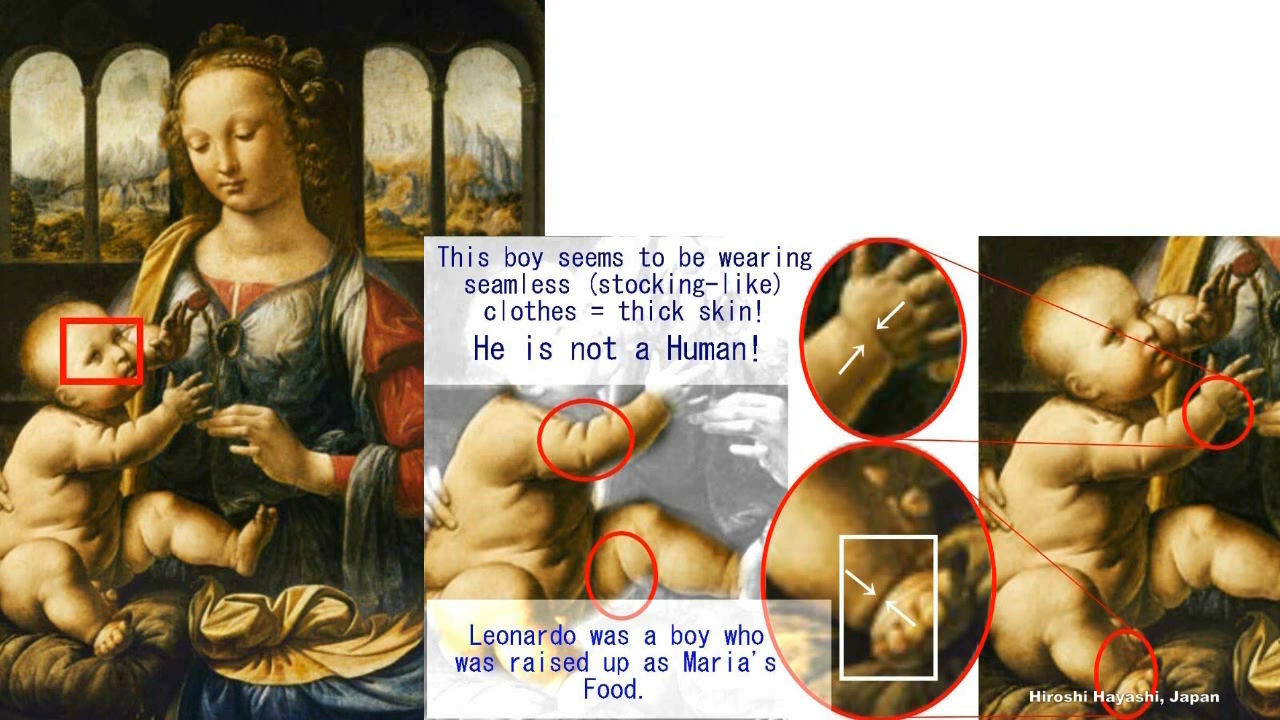 This boy seems to be wearing
seamless (stocking-like)
clothes = thick skin!
He is not a Human!
Leonardo was a boy who
was raised up as Maria's
Food.
Hiroshi Hayashi, Japan